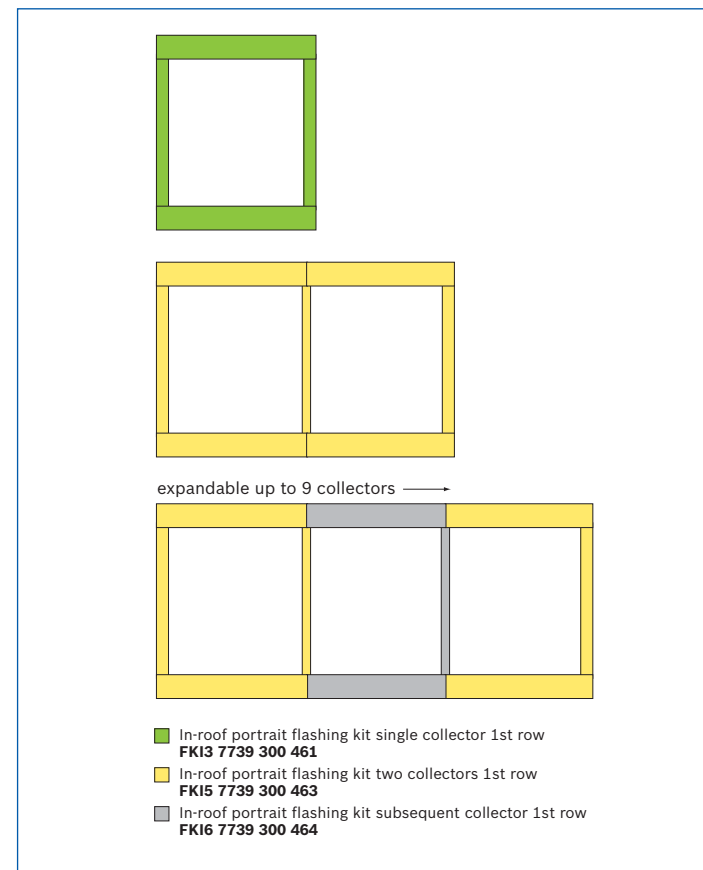 expandable up to 9 collectors
In-roof portrait flashing kit single collector 1st row
FKI3 7739 300 461
In-roof portrait flashing kit two collectors 1st row
FKI5 7739 300 463
In-roof portrait flashing kit subsequent collector 1st row
FKI6 7739 300 464